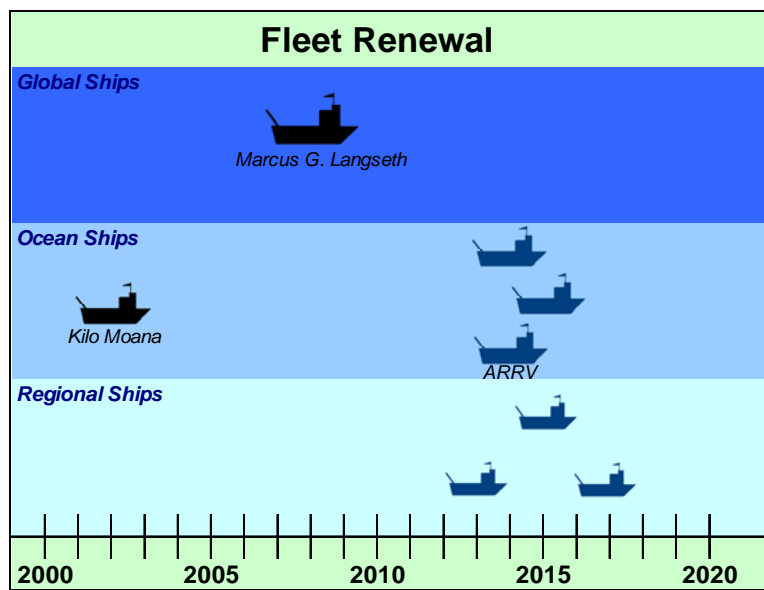 Fleet Renewal
Global Ships
Marcus G. Langseth
Ocean Ships
Kilo Moana
ARRV
Regional Ships
2000 2005 2010 2015 2020